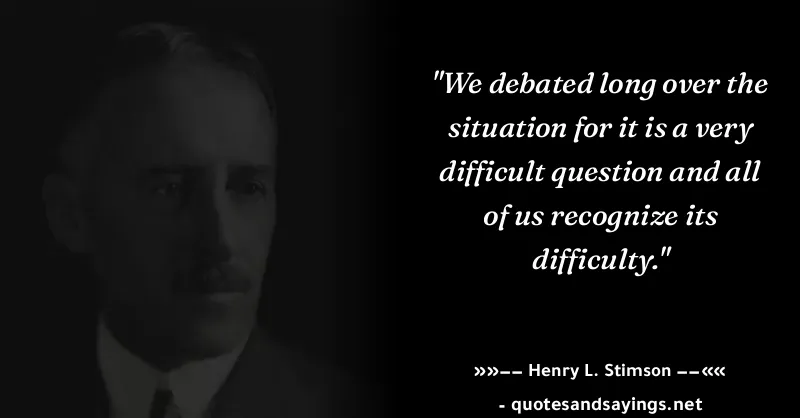 "We debated long over the
situation for it is a very
difficult question and all
of us recognize its
difficulty."
»»–– Henry L. Stimson ––««
- quotesandsayings.net